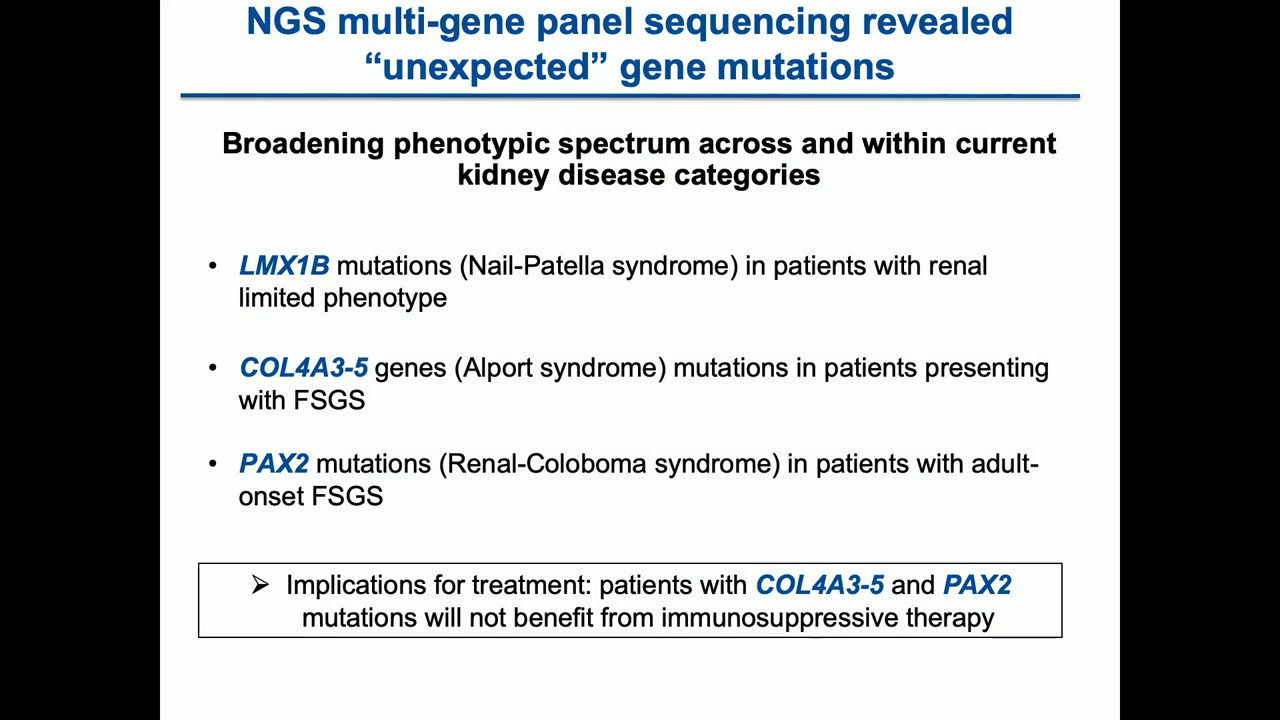 NGS multi-gene panel sequencing revealed
“unexpected” gene mutations
Broadening phenotypic spectrum across and within current
kidney disease categories
• LMX1B mutations (Nail-Patella syndrome) in patients with renal
limited phenotype
• COL4A3-5 genes (Alport syndrome) mutations in patients presenting
with FSGS
• PAX2 mutations (Renal-Coloboma syndrome) in patients with adult-
onset FSGS
➢ Implications for treatment: patients with COL4A3-5 and PAX2
mutations will not benefit from immunosuppressive therapy